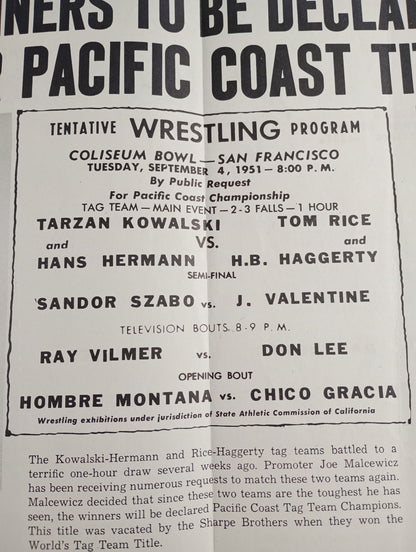 NERS TO BE DECLA
PACIFIC COAST TI
TENTATIVE WRESTLING PROGRAM
COLISEUM BOWL—SAN FRANCISCO
TUESDAY, SEPTEMBER 4, 1951—8:00 P.M.
By Public Request
For Pacific Coast Championship
TAG TEAM—MAIN EVENT—2-3 FALLS—1 HOUR
TARZAN KOWALSKI TOM RICE
and VS. and
HANS HERMANN H.B. HAGGERTY
SEMI-FINAL
SANDOR SZABO vs. J. VALENTINE
TELEVISION BOUTS 8-9 P.M.
RAY VILMER vs. DON LEE
OPENING BOUT
HOMBRE MONTANA vs. CHICO GRACIA
Wrestling exhibitions under jurisdiction of State Athletic Commission of California
The Kowalski-Hermann and Rice-Haggerty tag teams battled to a
terrific one-hour draw several weeks ago. Promoter Joe Malcewicz
has been receiving numerous requests to match these two teams again.
Malcewicz decided that since these two teams are the toughest he has
seen, the winners will be declared Pacific Coast Tag Team Champions.
This title was vacated by the Sharpe Brothers when they won the
World's Tag Team Title.